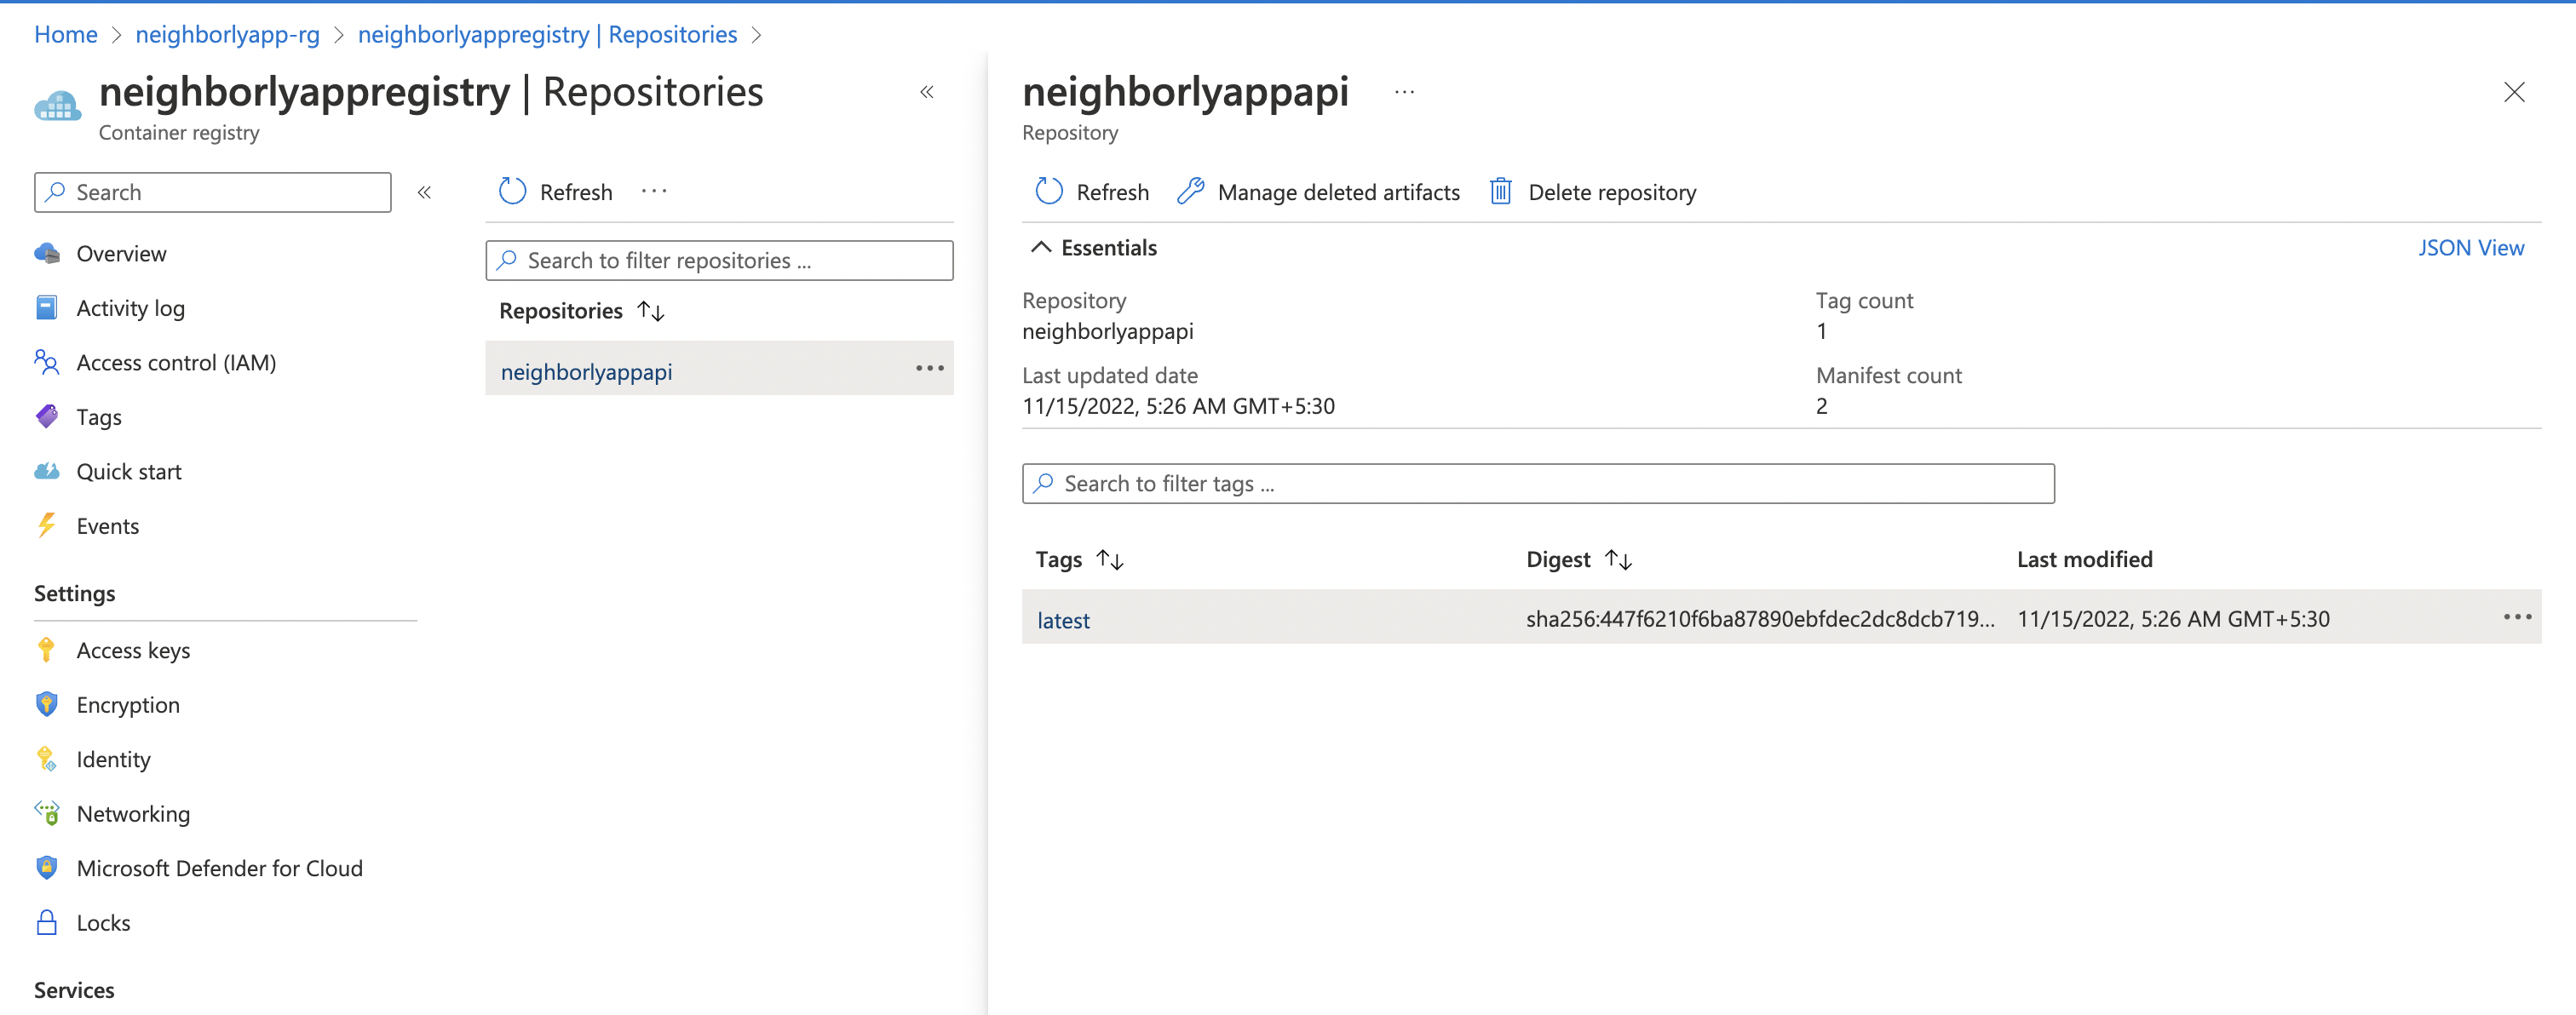 Home > neighborlyapp-rg > neighborlyappregistry | Repositories >
neighborlyappregistry | Repositories
Container registry
Search
Overview
Activity log
Access control (IAM)
Tags
Quick start
Events
Settings
Access keys
Encryption
Identity
Networking
Microsoft Defender for Cloud
Locks
Services
Refresh ...
Search to filter repositories ...
Repositories
neighborlyappapi ...
neighborlyappapi ...
Repository
Refresh Manage deleted artifacts Delete repository
Essentials JSON View
Repository
neighborlyappapi
Last updated date
11/15/2022, 5:26 AM GMT+5:30
Tag count
1
Manifest count
2
Search to filter tags ...
Tags Digest Last modified
latest sha256:447f6210f6ba87890ebfdec2dc8dcb719... 11/15/2022, 5:26 AM GMT+5:30 ...